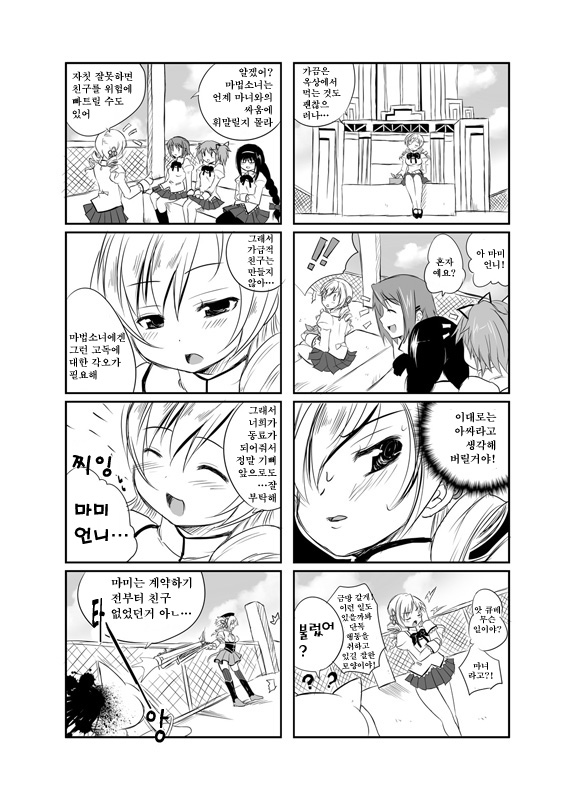 가끔은
옥상에서
먹는 것도
괜찮으
려나…
!!
혼자
예요?
아 마미
언니!
이대로는
아싸라고
생각해
버릴거야!
금방 갈게!
이런 일도
있을까봐
단독
행동을
취하고
있길 잘한
모양이야!
앗 큐베
무슨
일이야?
마녀
라고?!
불렀어
?
? ?
자칫 잘못하면
친구를 위험에
빠트릴 수도
있어
알겠어?
마법소녀는
언제 마녀와의
싸움에
휘말릴지 몰라
그래서
가급적
친구는
만들지
않아…
마법소녀에겐
그런 고독에
대한 각오가
필요해
그래서
너희가
동료가
되어줘서
정말 기뻐
앞으로도
…잘
부탁해
찌잉
마미
언니…
마미는 계약하기
전부터 친구
없었던거 아ㄴ…
타
앙